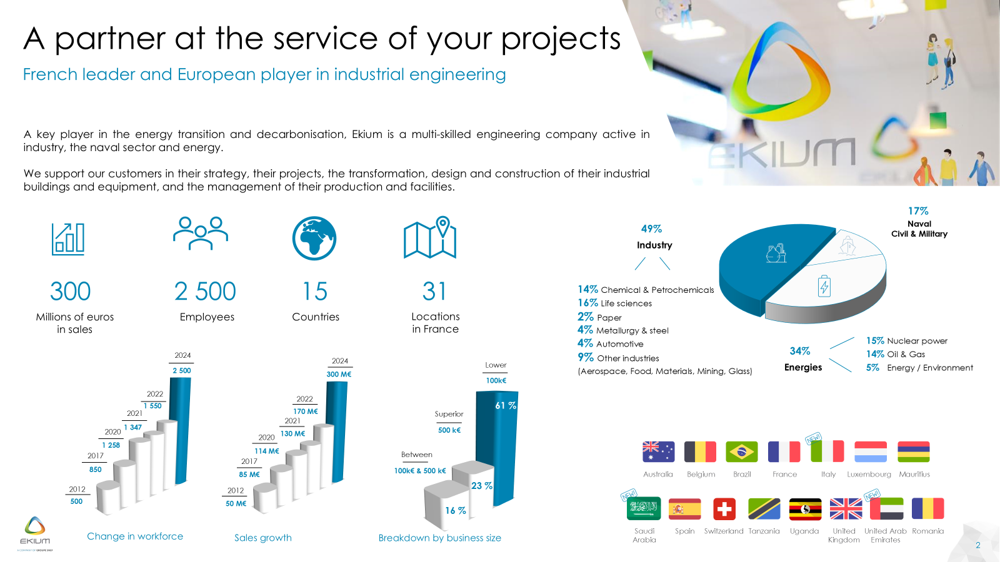 A partner at the service of your projects
French leader and European player in industrial engineering
EKIUM
A key player in the energy transition and decarbonisation, Ekium is a multi-skilled engineering company active in
industry, the naval sector and energy.
We support our customers in their strategy, their projects, the transformation, design and construction of their industrial
buildings and equipment, and the management of their production and facilities.
300
Millions of euros
in sales
2 500
Employees
15
Countries
31
Locations
in France
49%
Industry
17%
Naval
Civil & Military
14% Chemical & Petrochemicals
16% Life sciences
2% Paper
4% Metallurgy & steel
4% Automotive
9% Other industries
(Aerospace, Food, Materials, Mining, Glass)
34%
Energies
15% Nuclear power
14% Oil & Gas
5% Energy / Environment
2024
2 500
2022
1 550
2021
1 347
2020
1 258
2017
850
2012
500
Change in workforce
2024
300 M€
2022
170 M€
2021
130 M€
2020
114 M€
2017
85 M€
2012
50 M€
Sales growth
Lower
100k€
61 %
Superior
500 k€
Between
100k€ & 500 k€
23 %
16 %
Breakdown by business size
NEW!
Australia
Belgium
Brazil
France
Italy
Luxembourg
Mauritius
NEW!
NEW!
Saudi
Arabia
Spain
Switzerland
Tanzania
Uganda
United
Kingdom
United Arab
Emirates
Romania
EKIUM
A COMPANY OF GROUPE SNEF
2